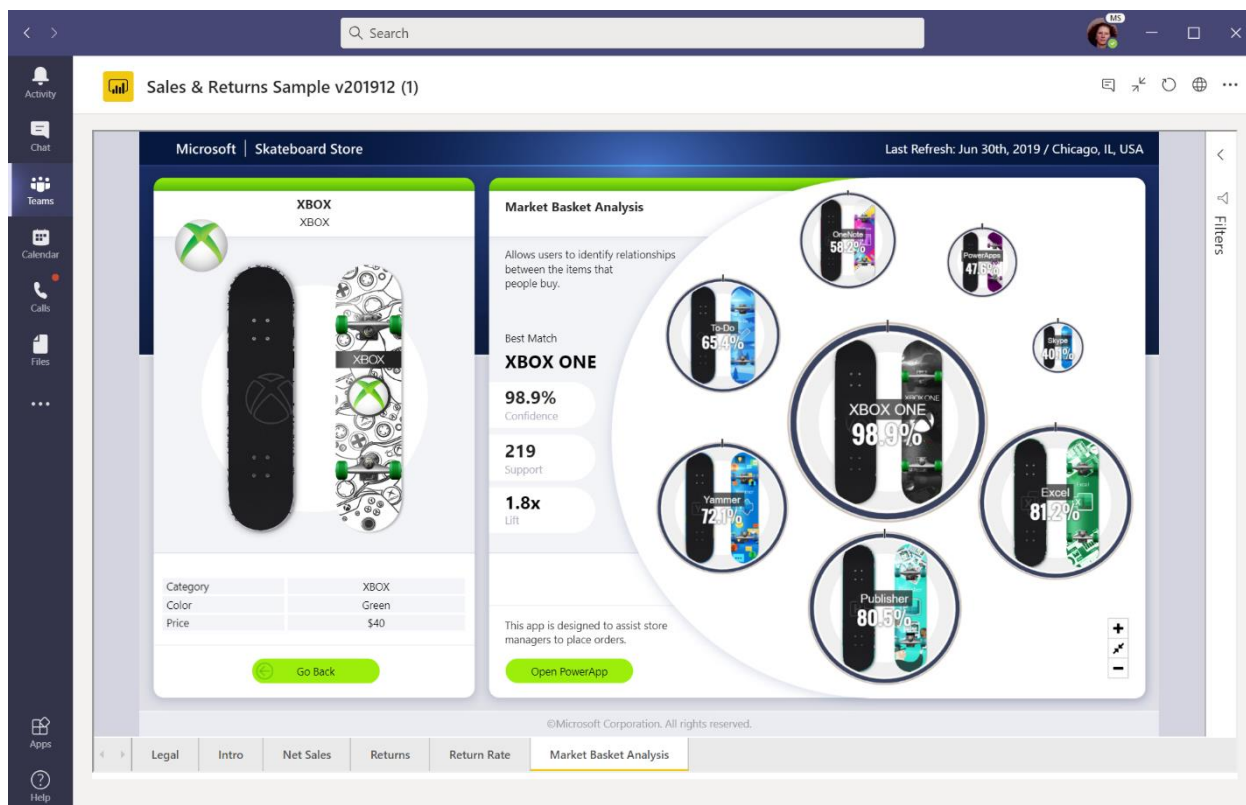 Search
MS
Activity
Chat
Teams
Calendar
Calls
Files
Apps
Help
Sales & Returns Sample v201912 (1)
Microsoft | Skateboard Store
Last Refresh: Jun 30th, 2019 / Chicago, IL, USA
Filters
XBOX
XBOX
XBOX
Category XBOX
Color Green
Price $40
Go Back
Market Basket Analysis
Allows users to identify relationships
between the items that
people buy.
Best Match
XBOX ONE
98.9%
Confidence
219
Support
1.8x
Lift
This app is designed to assist store
managers to place orders.
Open PowerApp
OneNote
58.2%
PowerApps
47.6%
To-Do
65.4%
Skype
40.1%
XBOX ONE
XBOX ONE
98.9%
Yammer
72.1%
Excel
81.2%
Publisher
80.5%
©Microsoft Corporation. All rights reserved.
Legal
Intro
Net Sales
Returns
Return Rate
Market Basket Analysis